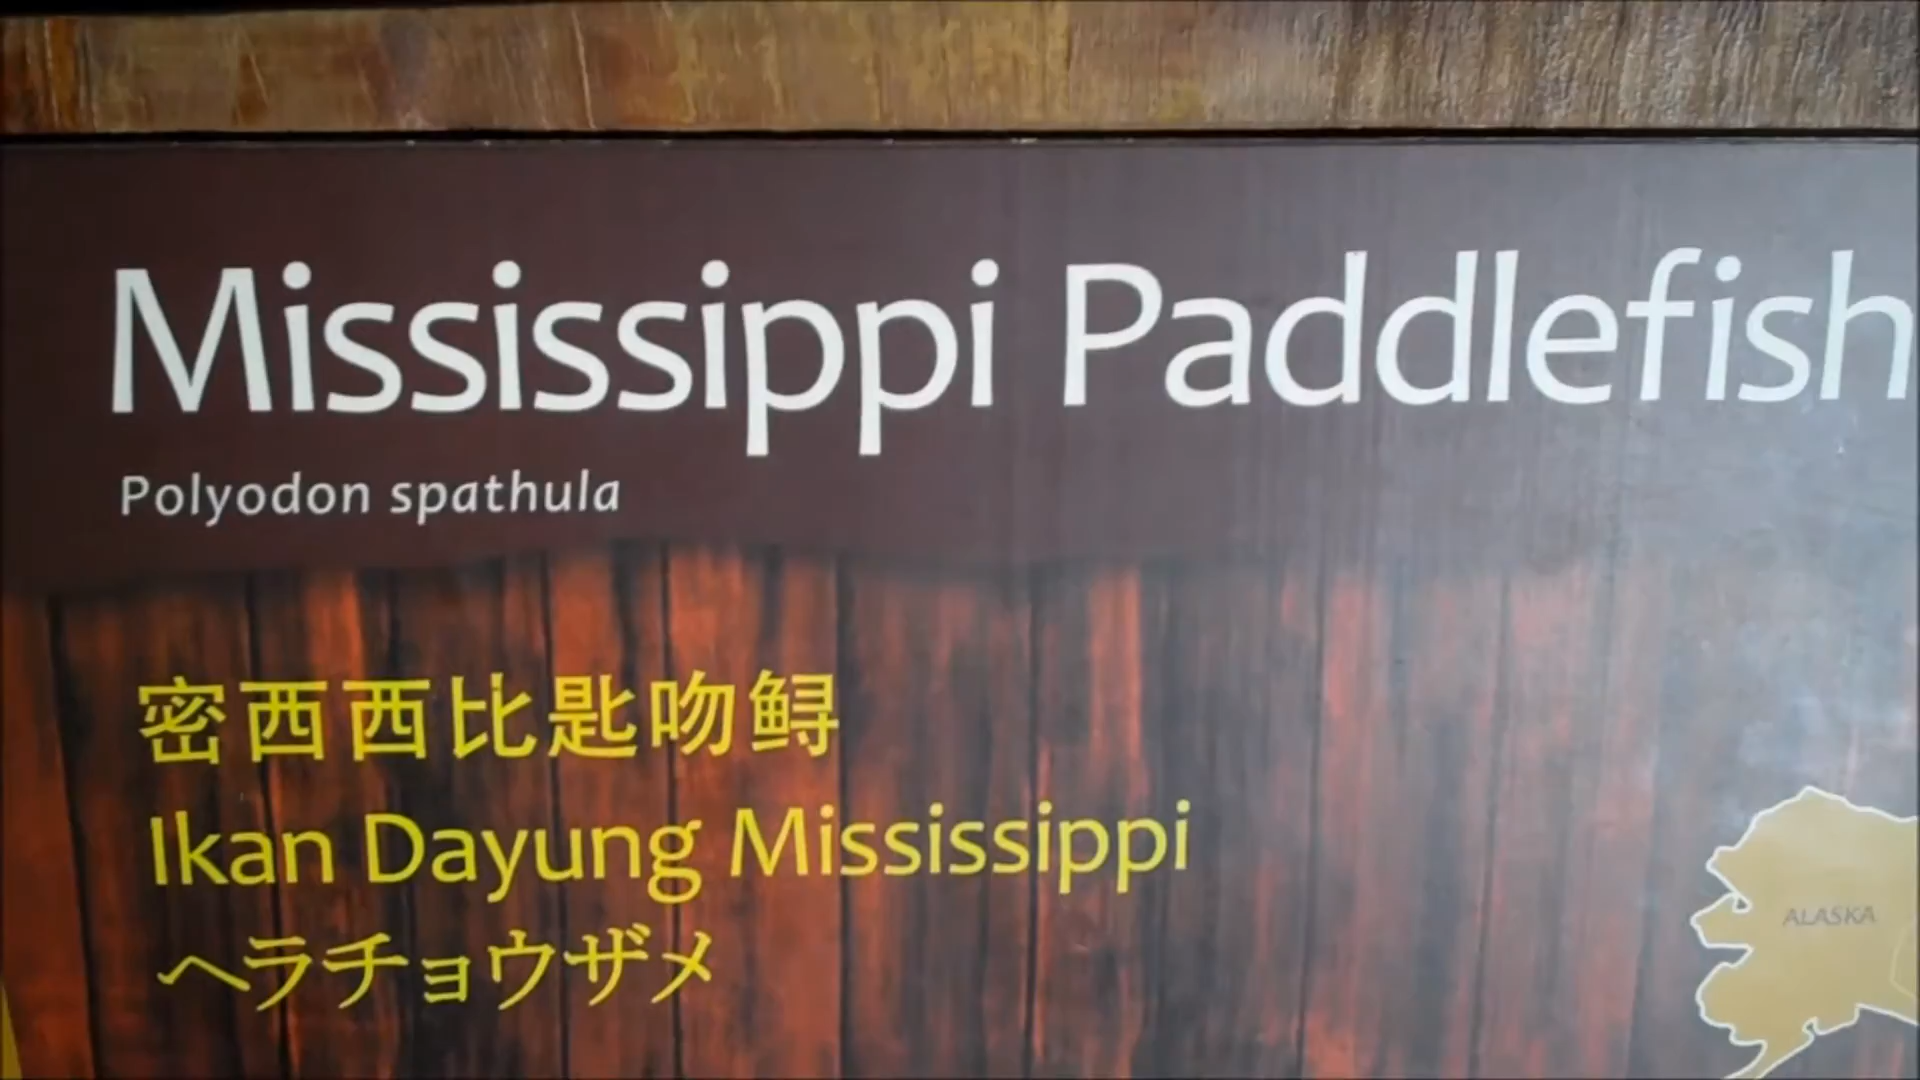 Mississippi Paddlefish
Polyodon spathula
密西西比匙吻鲟
Ikan Dayung Mississippi
ヘラチョウザメ
ALASKA